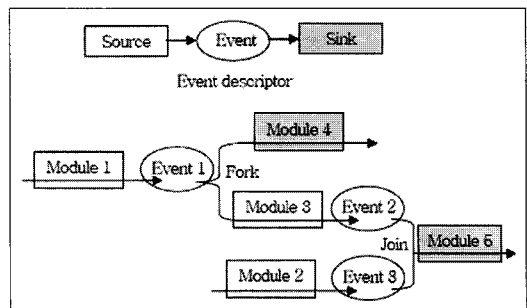 Source
Event
Sink
Event descriptor
Module 4
Module 1
Event 1
Fork
Module 3
Event 2
Join
Module 5
Module 2
Event 3